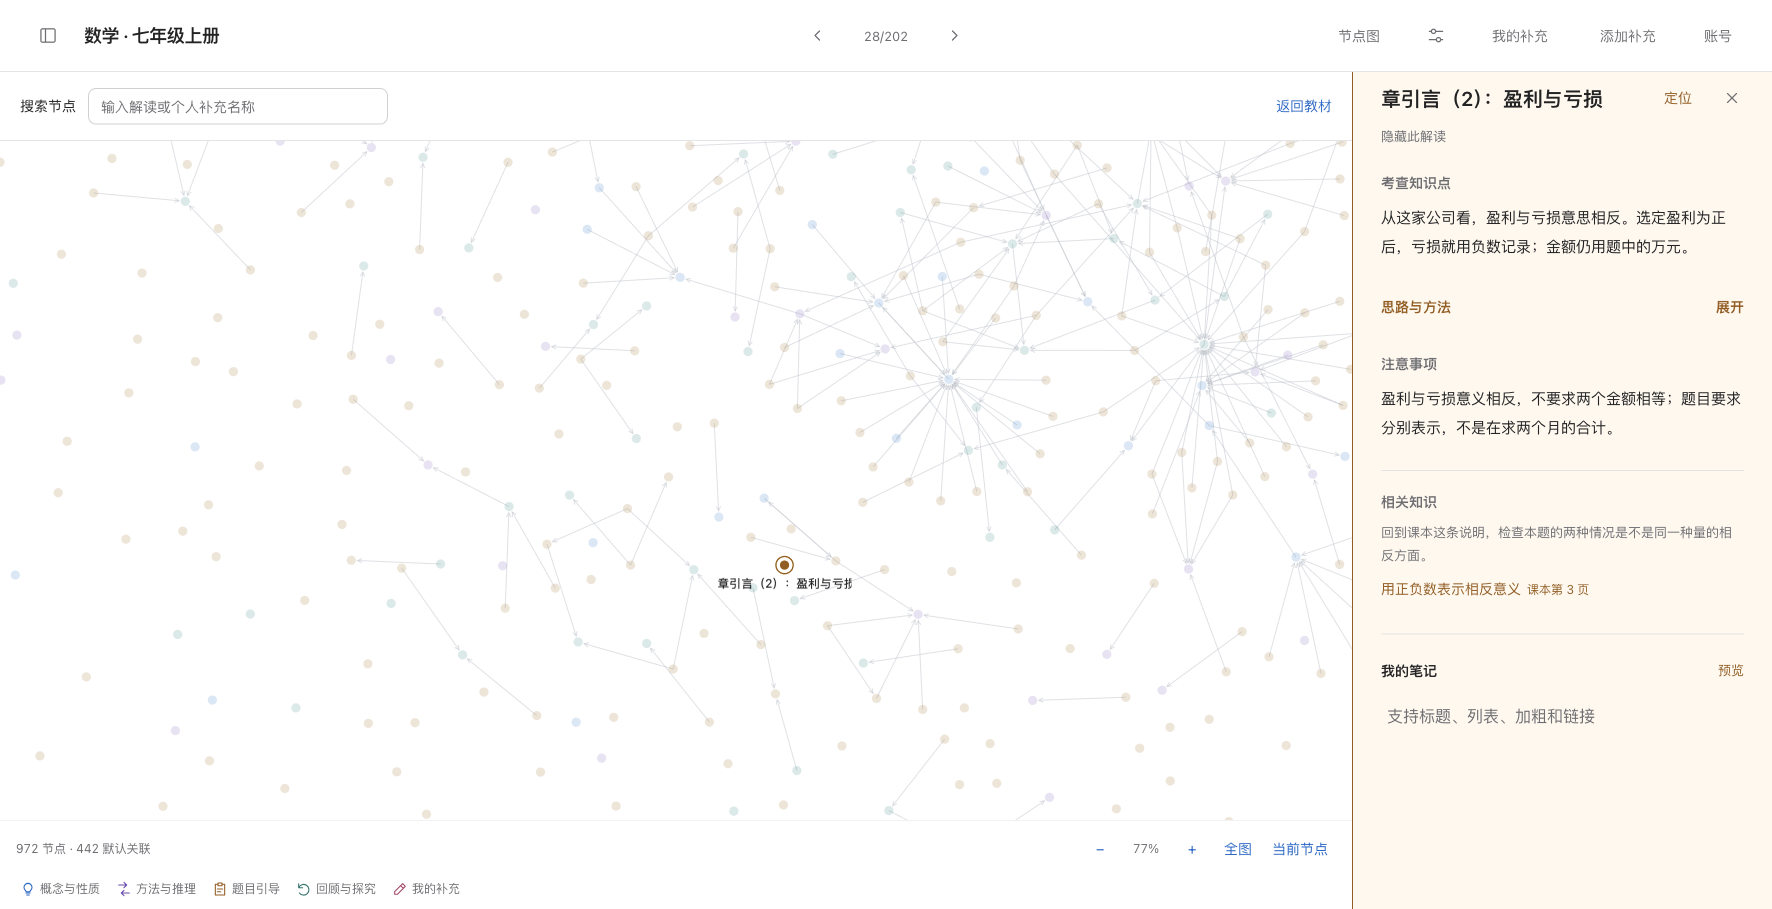 数学 · 七年级上册
28/202
节点图
我的补充
添加补充
账号
搜索节点
输入解读或个人补充名称
返回教材
章引言（2）：盈利与亏损
972 节点 · 442 默认关联
−
77%
+
全图
当前节点
概念与性质
方法与推理
题目引导
回顾与探究
我的补充
章引言（2）：盈利与亏损
定位
隐藏此解读
考查知识点
从这家公司看，盈利与亏损意思相反。选定盈利为正
后，亏损就用负数记录；金额仍用题中的万元。
思路与方法
展开
注意事项
盈利与亏损意义相反，不要求两个金额相等；题目要求
分别表示，不是在求两个月的合计。
相关知识
回到课本这条说明，检查本题的两种情况是不是同一种量的相
反方面。
用正负数表示相反意义 课本第 3 页
我的笔记
预览
支持标题、列表、加粗和链接